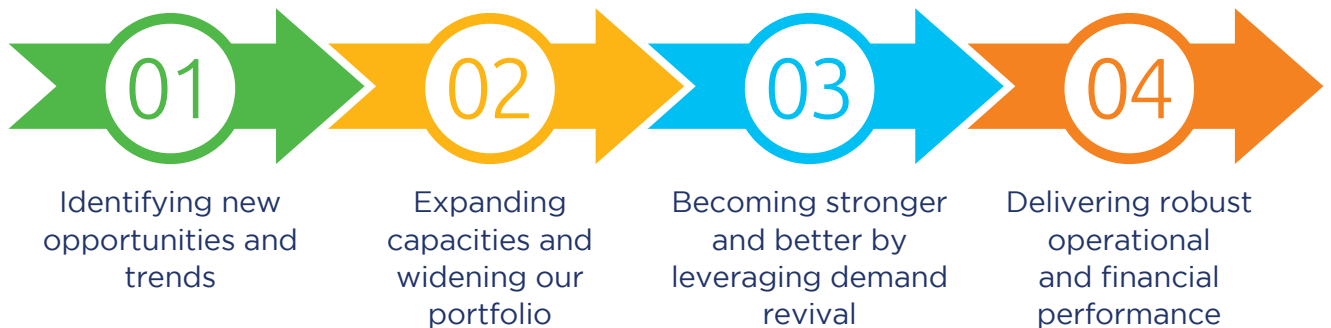 01
Identifying new
opportunities and
trends
02
Expanding
capacities and
widening our
portfolio
03
Becoming stronger
and better by
leveraging demand
revival
04
Delivering robust
operational
and financial
performance